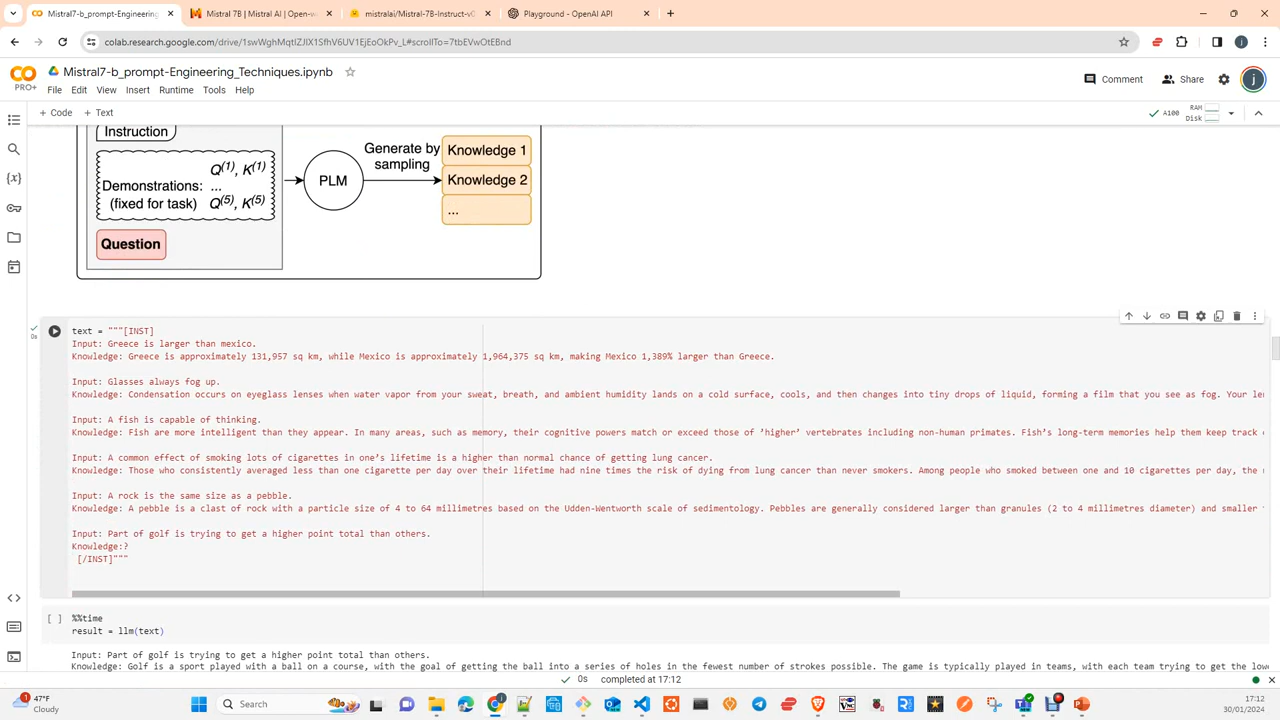 Mistral7-b_prompt-Engineering_
Mistral 7B | Mistral AI | Open-w
mistralai/Mistral-7B-Instruct-v0
Playground - OpenAI API
colab.research.google.com/drive/1swWghMqtIZJIX1SfhV6UV1EjEoOkPv_L#scrollTo=7tbEVwOtEBnd
Mistral7-b_prompt-Engineering_Techniques.ipynb
Comment
Share
PRO+
File Edit View Insert Runtime Tools Help
+ Code + Text
A100
RAM
Disk
Instruction
Demonstrations:
(fixed for task)
Q(1), K(1)
...
Q(5), K(5)
Question
PLM
Generate by
sampling
Knowledge 1
Knowledge 2
...
0s
text = """[INST]
Input: Greece is larger than mexico.
Knowledge: Greece is approximately 131,957 sq km, while Mexico is approximately 1,964,375 sq km, making Mexico 1,389% larger than Greece.
Input: Glasses always fog up.
Knowledge: Condensation occurs on eyeglass lenses when water vapor from your sweat, breath, and ambient humidity lands on a cold surface, cools, and then changes into tiny drops of liquid, forming a film that you see as fog. Your
Input: A fish is capable of thinking.
Knowledge: Fish are more intelligent than they appear. In many areas, such as memory, their cognitive powers match or exceed those of ’higher’ vertebrates including non-human primates. Fish’s long-term memories help them keep track
Input: A common effect of smoking lots of cigarettes in one’s lifetime is a higher than normal chance of getting lung cancer.
Knowledge: Those who consistently averaged less than one cigarette per day over their lifetime had nine times the risk of dying from lung cancer than never smokers. Among people who smoked between one and 10 cigarettes per day, the
Input: A rock is the same size as a pebble.
Knowledge: A pebble is a clast of rock with a particle size of 4 to 64 millimetres based on the Udden-Wentworth scale of sedimentology. Pebbles are generally considered larger than granules (2 to 4 millimetres diameter) and smaller
Input: Part of golf is trying to get a higher point total than others.
Knowledge:?
[/INST]"""
[ ] %%time
result = llm(text)
Input: Part of golf is trying to get a higher point total than others.
Knowledge: Golf is a sport played with a ball on a course, with the goal of getting the ball into a series of holes in the fewest number of strokes possible. The game is typically played in teams, with each team trying to get the
0s completed at 17:12
47°F
Cloudy
Search
17:12
30/01/2024